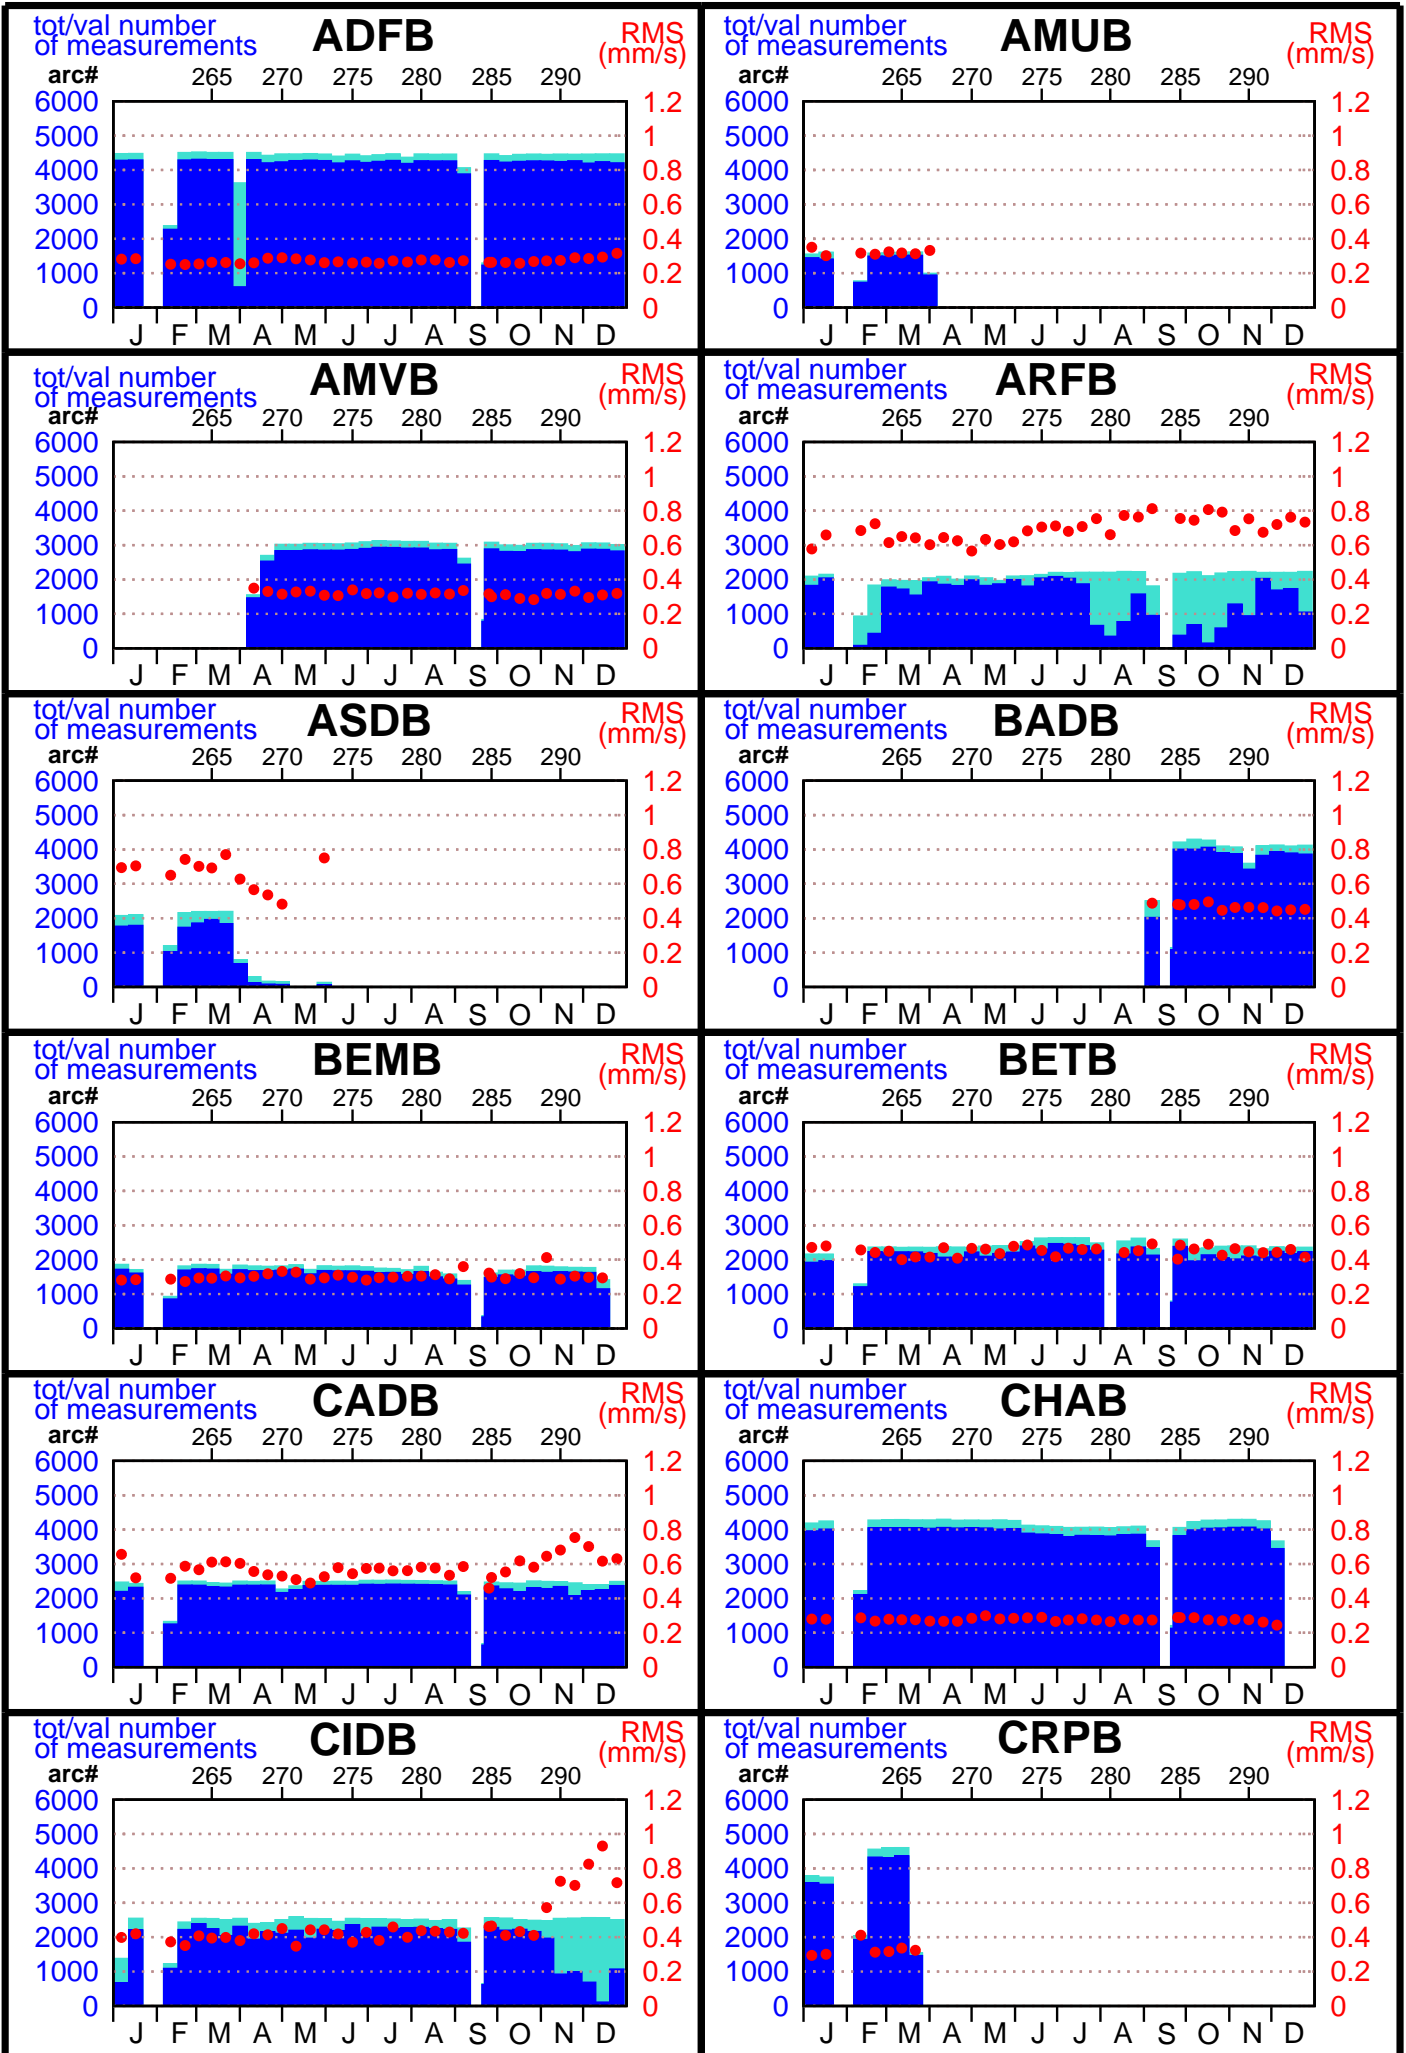 tot/val number
of measurements
ADFB
RMS
(mm/s)
arc#
265 270 275 280 285 290
6000 1.2
5000 1
4000 0.8
3000 0.6
2000 0.4
1000 0.2
0 0
J F M A M J J A S O N D
tot/val number
of measurements
AMUB
RMS
(mm/s)
arc#
265 270 275 280 285 290
6000 1.2
5000 1
4000 0.8
3000 0.6
2000 0.4
1000 0.2
0 0
J F M A M J J A S O N D
tot/val number
of measurements
AMVB
RMS
(mm/s)
arc#
265 270 275 280 285 290
6000 1.2
5000 1
4000 0.8
3000 0.6
2000 0.4
1000 0.2
0 0
J F M A M J J A S O N D
tot/val number
of measurements
ARFB
RMS
(mm/s)
arc#
265 270 275 280 285 290
6000 1.2
5000 1
4000 0.8
3000 0.6
2000 0.4
1000 0.2
0 0
J F M A M J J A S O N D
tot/val number
of measurements
ASDB
RMS
(mm/s)
arc#
265 270 275 280 285 290
6000 1.2
5000 1
4000 0.8
3000 0.6
2000 0.4
1000 0.2
0 0
J F M A M J J A S O N D
tot/val number
of measurements
BADB
RMS
(mm/s)
arc#
265 270 275 280 285 290
6000 1.2
5000 1
4000 0.8
3000 0.6
2000 0.4
1000 0.2
0 0
J F M A M J J A S O N D
tot/val number
of measurements
BEMB
RMS
(mm/s)
arc#
265 270 275 280 285 290
6000 1.2
5000 1
4000 0.8
3000 0.6
2000 0.4
1000 0.2
0 0
J F M A M J J A S O N D
tot/val number
of measurements
BETB
RMS
(mm/s)
arc#
265 270 275 280 285 290
6000 1.2
5000 1
4000 0.8
3000 0.6
2000 0.4
1000 0.2
0 0
J F M A M J J A S O N D
tot/val number
of measurements
CADB
RMS
(mm/s)
arc#
265 270 275 280 285 290
6000 1.2
5000 1
4000 0.8
3000 0.6
2000 0.4
1000 0.2
0 0
J F M A M J J A S O N D
tot/val number
of measurements
CHAB
RMS
(mm/s)
arc#
265 270 275 280 285 290
6000 1.2
5000 1
4000 0.8
3000 0.6
2000 0.4
1000 0.2
0 0
J F M A M J J A S O N D
tot/val number
of measurements
CIDB
RMS
(mm/s)
arc#
265 270 275 280 285 290
6000 1.2
5000 1
4000 0.8
3000 0.6
2000 0.4
1000 0.2
0 0
J F M A M J J A S O N D
tot/val number
of measurements
CRPB
RMS
(mm/s)
arc#
265 270 275 280 285 290
6000 1.2
5000 1
4000 0.8
3000 0.6
2000 0.4
1000 0.2
0 0
J F M A M J J A S O N D